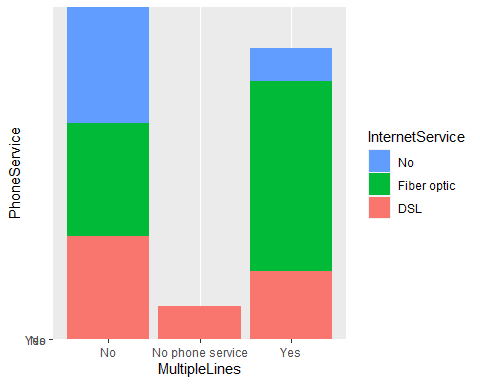 PhoneService
No
No phone service
Yes
MultipleLines
InternetService
No
Fiber optic
DSL